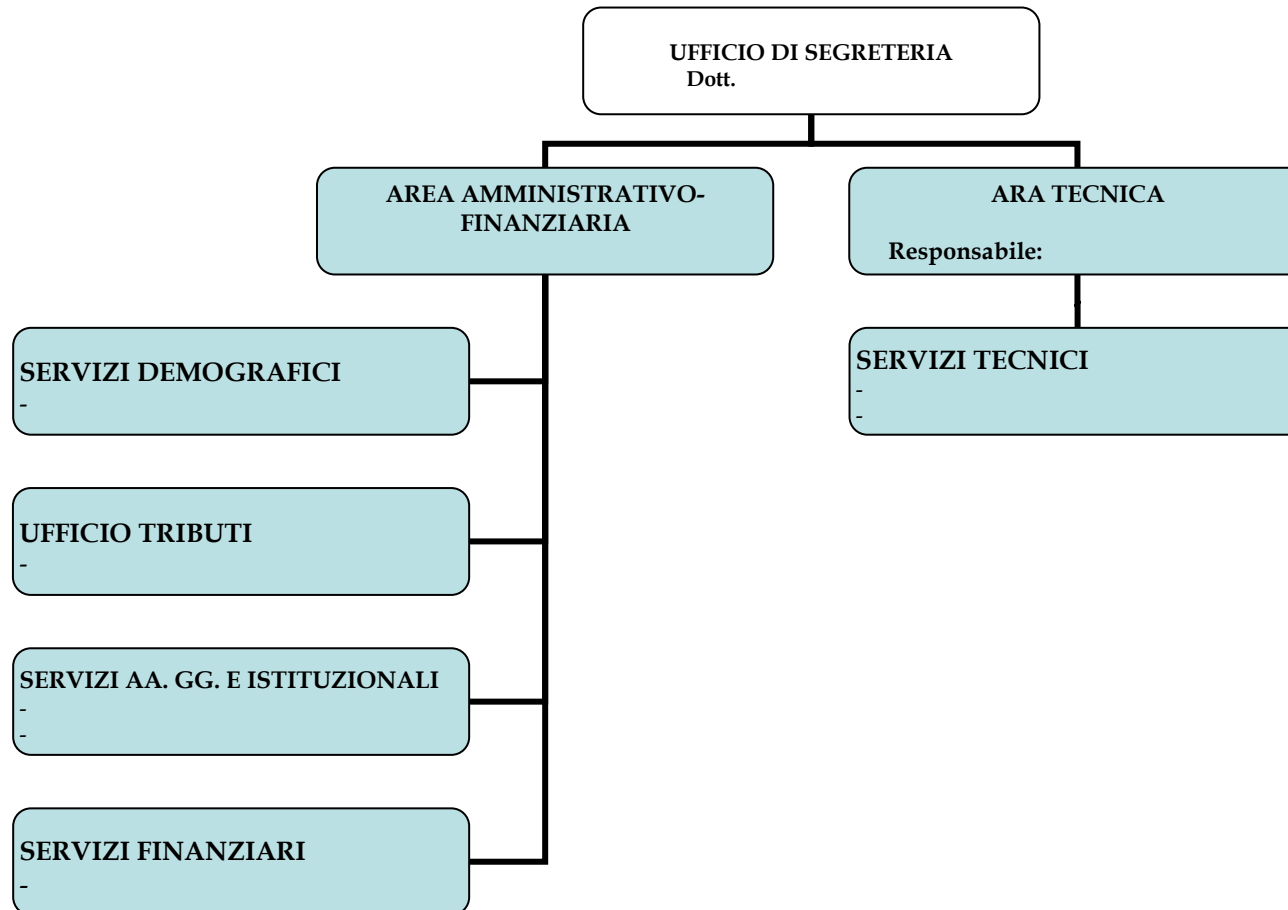 UFFICIO DI SEGRETERIA
Dott.
AREA AMMINISTRATIVO-
FINANZIARIA
ARA TECNICA
Responsabile:
SERVIZI DEMOGRAFICI
-
SERVIZI TECNICI
-
-
UFFICIO TRIBUTI
-
SERVIZI AA. GG. E ISTITUZIONALI
-
-
SERVIZI FINANZIARI
-